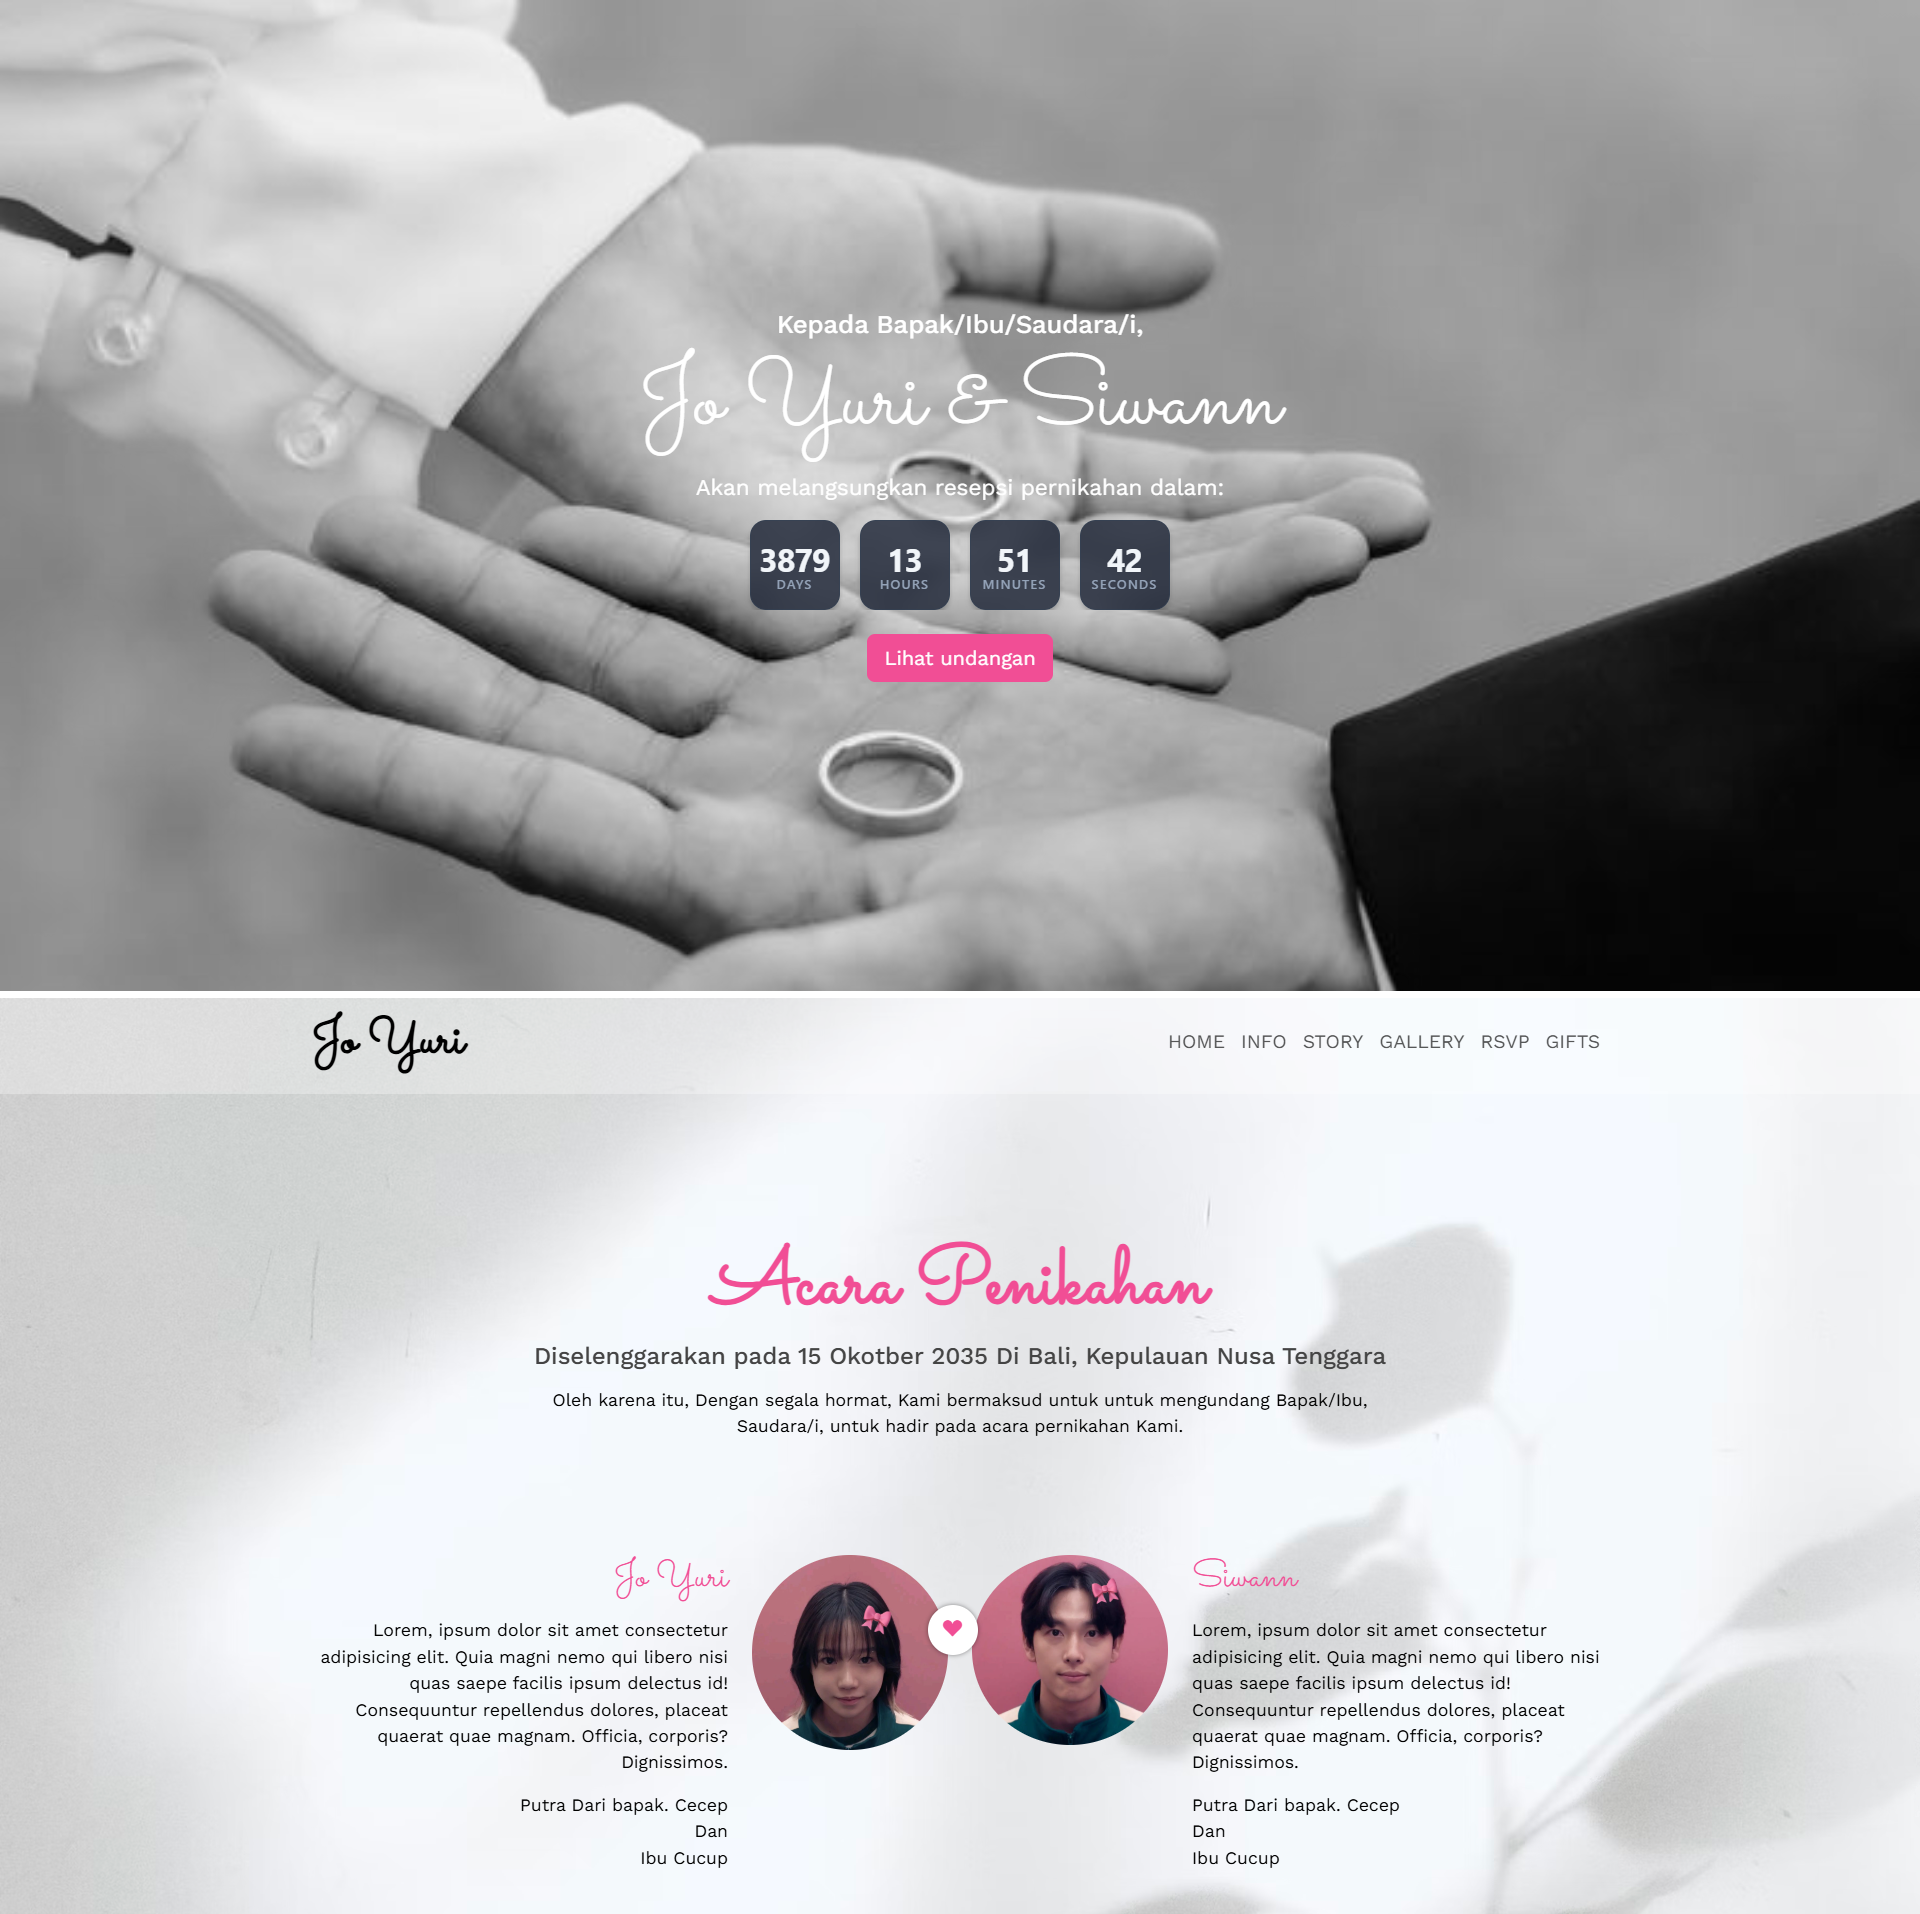 Kepada Bapak/Ibu/Saudara/i,
Jo Yuri & Siwann
Akan melangsungkan resepsi pernikahan dalam:
3879 13 51 42
DAYS HOURS MINUTES SECONDS
Lihat undangan
Jo Yuri
HOME INFO STORY GALLERY RSVP GIFTS
Acara Penikahan
Diselenggarakan pada 15 Okotber 2035 Di Bali, Kepulauan Nusa Tenggara
Oleh karena itu, Dengan segala hormat, Kami bermaksud untuk untuk mengundang Bapak/Ibu,
Saudara/i, untuk hadir pada acara pernikahan Kami.
Jo Yuri
Lorem, ipsum dolor sit amet consectetur
adipisicing elit. Quia magni nemo qui libero nisi
quas saepe facilis ipsum delectus id!
Consequuntur repellendus dolores, placeat
quaerat quae magnam. Officia, corporis?
Dignissimos.
Putra Dari bapak. Cecep
Dan
Ibu Cucup
Siwann
Lorem, ipsum dolor sit amet consectetur
adipisicing elit. Quia magni nemo qui libero nisi
quas saepe facilis ipsum delectus id!
Consequuntur repellendus dolores, placeat
quaerat quae magnam. Officia, corporis?
Dignissimos.
Putra Dari bapak. Cecep
Dan
Ibu Cucup